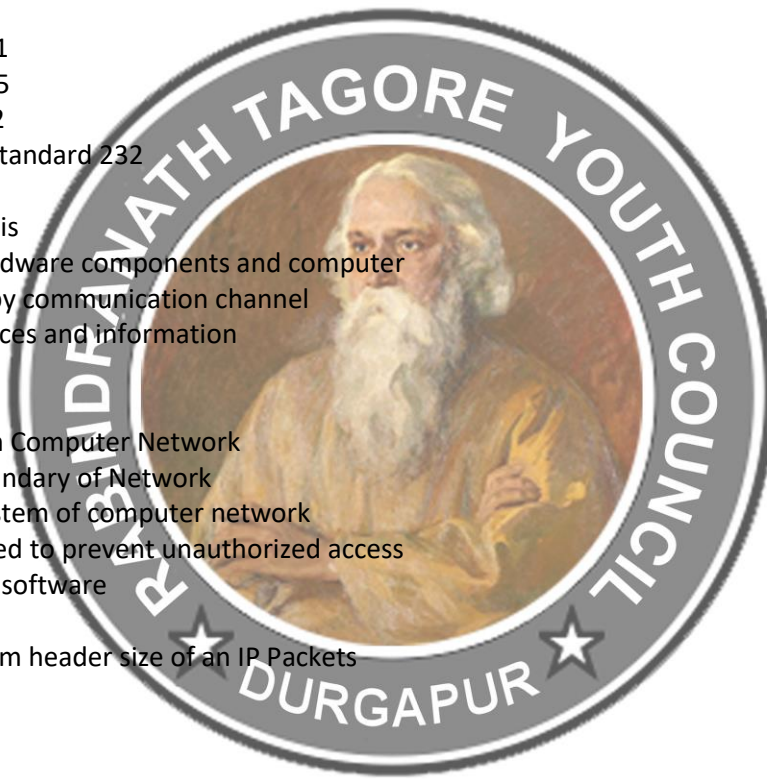 1
5
2
tandard 232
is
dware components and computer
by communication channel
ces and information
Computer Network
ndary of Network
stem of computer network
ed to prevent unauthorized access
software
m header size of an IP Packets
RABINDRANATH TAGORE YOUTH COUNCIL
DURGAPUR